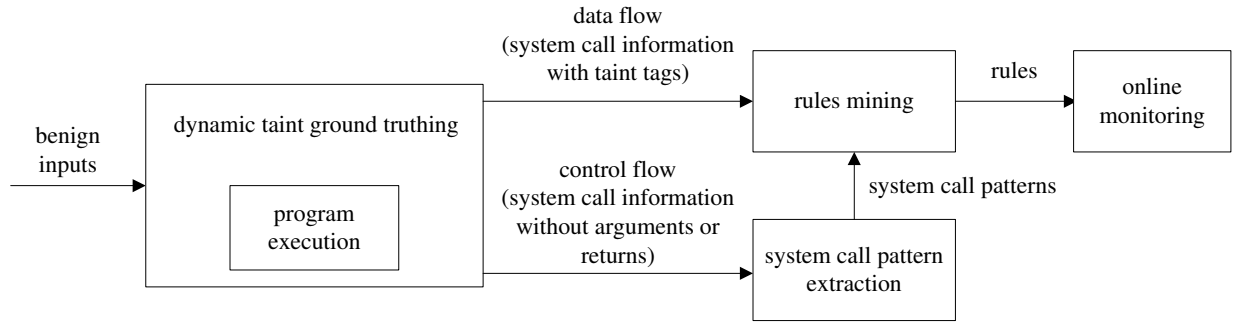 benign
inputs
dynamic taint ground truthing
program
execution
data flow
(system call information
with taint tags)
control flow
(system call information
without arguments or
returns)
rules mining
system call patterns
system call pattern
extraction
rules
online
monitoring